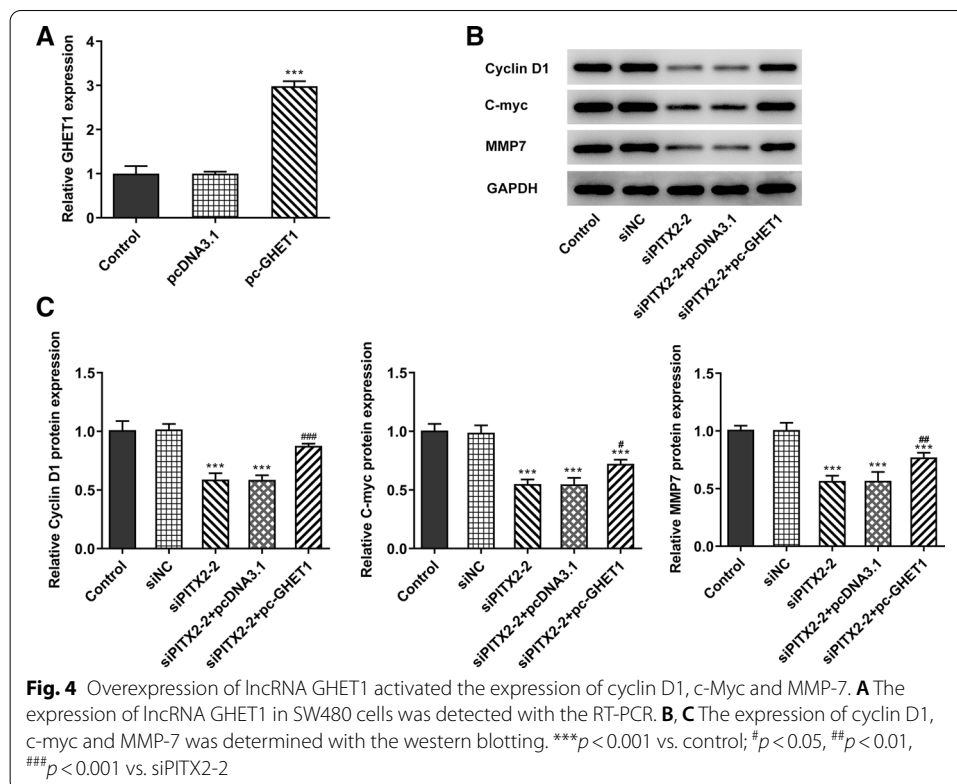 A
Relative GHET1 expression
4
3
2
1
0
***
Control
pcDNA3.1
pc-GHET1
B
Cyclin D1
C-myc
MMP7
GAPDH
Control
siNC
siPITX2-2
siPITX2-2+pcDNA3.1
siPITX2-2+pc-GHET1
C
Relative Cyclin D1 protein expression
1.5
1.0
0.5
0.0
***
***
###
Control
siNC
siPITX2-2
siPITX2-2+pcDNA3.1
siPITX2-2+pc-GHET1
Relative C-myc protein expression
1.5
1.0
0.5
0.0
***
***
#
***
Control
siNC
siPITX2-2
siPITX2-2+pcDNA3.1
siPITX2-2+pc-GHET1
Relative MMP7 protein expression
1.5
1.0
0.5
0.0
***
***
##
***
Control
siNC
siPITX2-2
siPITX2-2+pcDNA3.1
siPITX2-2+pc-GHET1
Fig. 4 Overexpression of lncRNA GHET1 activated the expression of cyclin D1, c-Myc and MMP-7. A The
expression of lncRNA GHET1 in SW480 cells was detected with the RT-PCR. B, C The expression of cyclin D1,
c-myc and MMP-7 was determined with the western blotting. ***p < 0.001 vs. control; #p < 0.05, ##p < 0.01,
###p < 0.001 vs. siPITX2-2